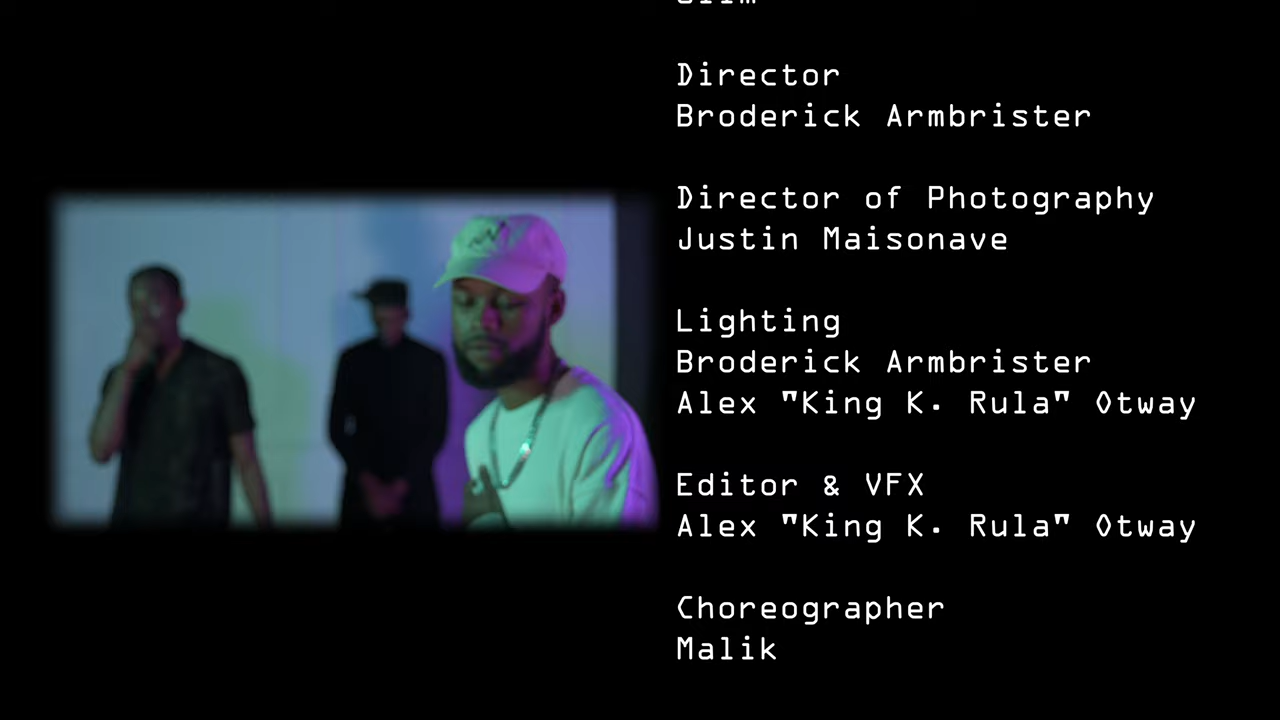 Director
Broderick Armbrister
Director of Photography
Justin Maisonave
Lighting
Broderick Armbrister
Alex "King K. Rula" Otway
Editor & VFX
Alex "King K. Rula" Otway
Choreographer
Malik